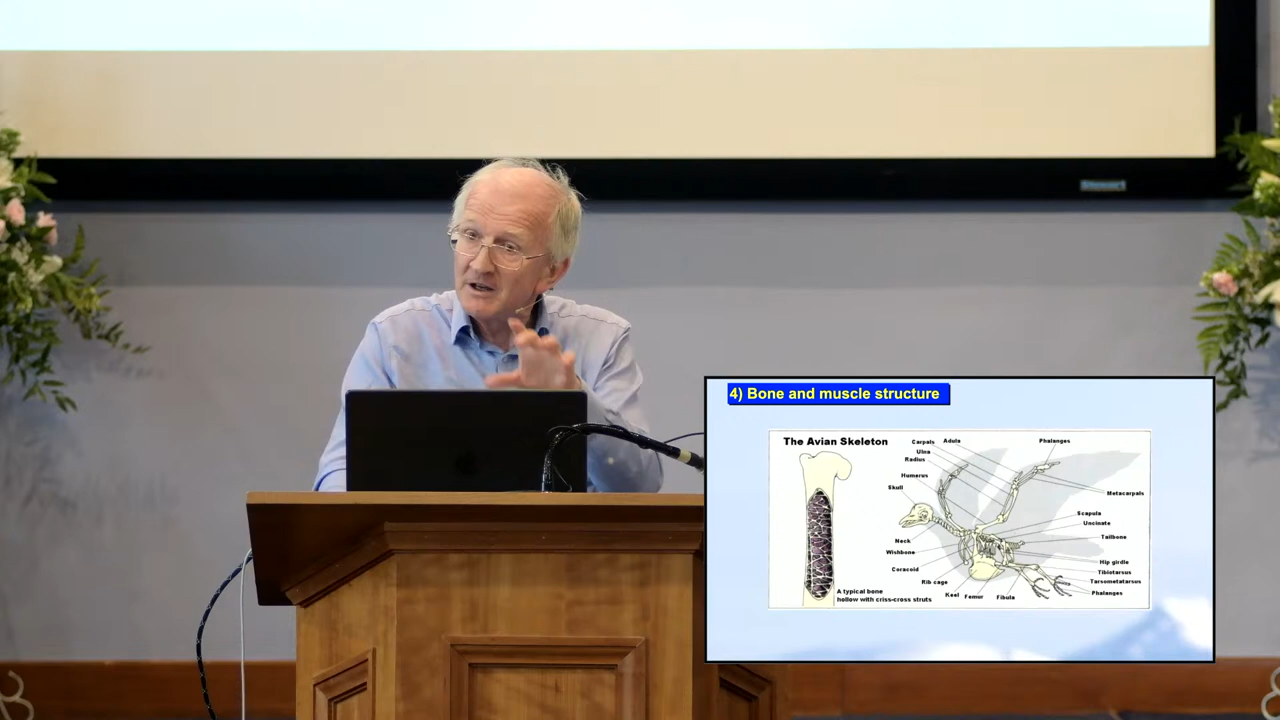 Stewart
4) Bone and muscle structure
The Avian Skeleton
Carpals
Adula
Phalanges
Ulna
Radius
Humerus
Skull
Metacarpals
Scapula
Uncinate
Neck
Tailbone
Wishbone
Hip girdle
Coracoid
Tibiotarsus
Rib cage
Tarsometatarsus
Keel
Femur
Fibula
Phalanges
A typical bone
hollow with criss-cross struts